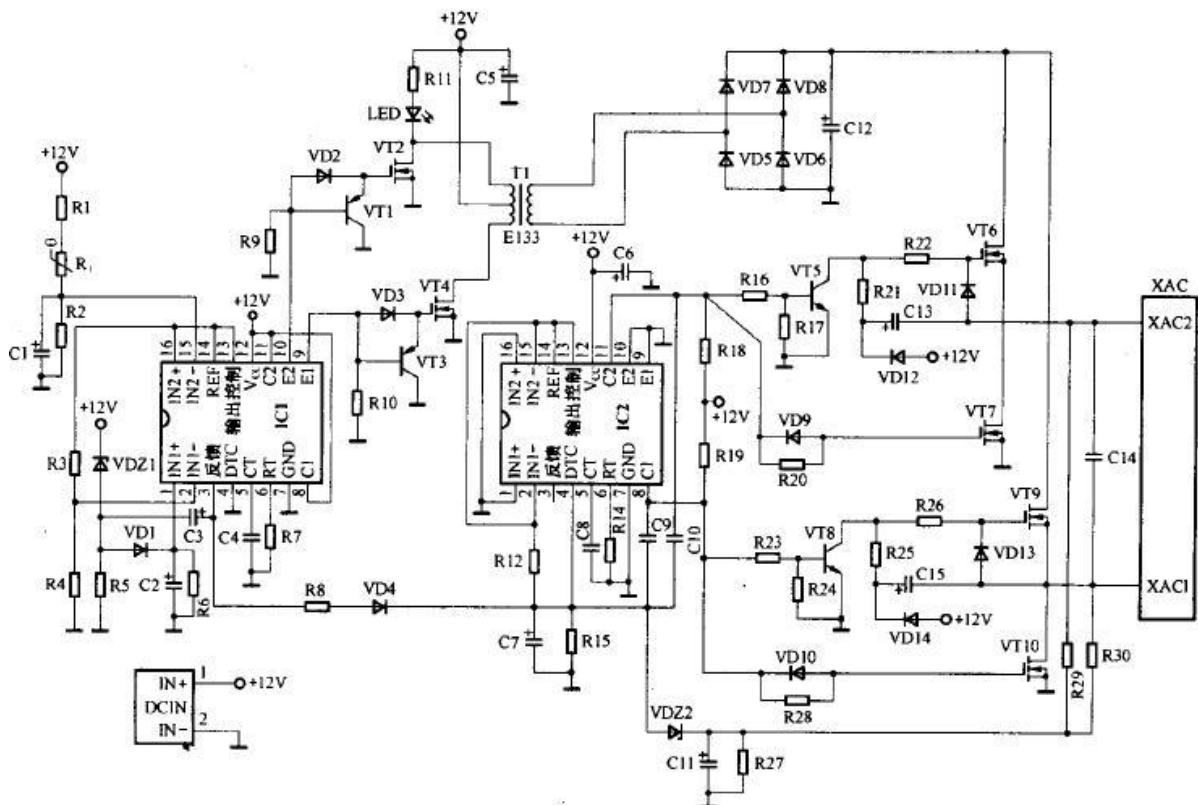 +12V
+12V
R11
C5
LED
VD7
VD8
C12
VD2
VT2
T1
VD5
VD6
+12V
R1
VT1
E133
R9
+12V
C6
VT6
R22
R16
VT5
R2
VT4
VD3
R21
VD11
XAC
+12V
C13
XAC2
R17
C1
VT3
R18
VD12
+12V
16 15 14 13 12 11 10 9
IN2+ IN2- REF 输出控制 VCC C2 E2 E1
IC1
IN1+ IN1- 反馈 DTC CT RT GND C1
1 2 3 4 5 6 7 8
16 15 14 13 12 11 10 9
IN2+ IN2- REF 输出控制 VCC C2 E2 E1
IC2
IN1+ IN1- 反馈 DTC CT RT GND C1
1 2 3 4 5 6 7 8
R10
+12V
+12V
VT7
VD9
R3
VDZ1
R19
C14
R20
VT9
R26
VD1
C3
C4
R7
R12
C8
R14
C9
C10
R23
VT8
R25
VD13
R4
R5
C2
R6
R24
C15
XAC1
R8
VD4
VD14
+12V
C7
R15
VT10
VD10
R29
R30
IN+
1
+12V
DCIN
R28
IN-
2
VDZ2
C11
R27